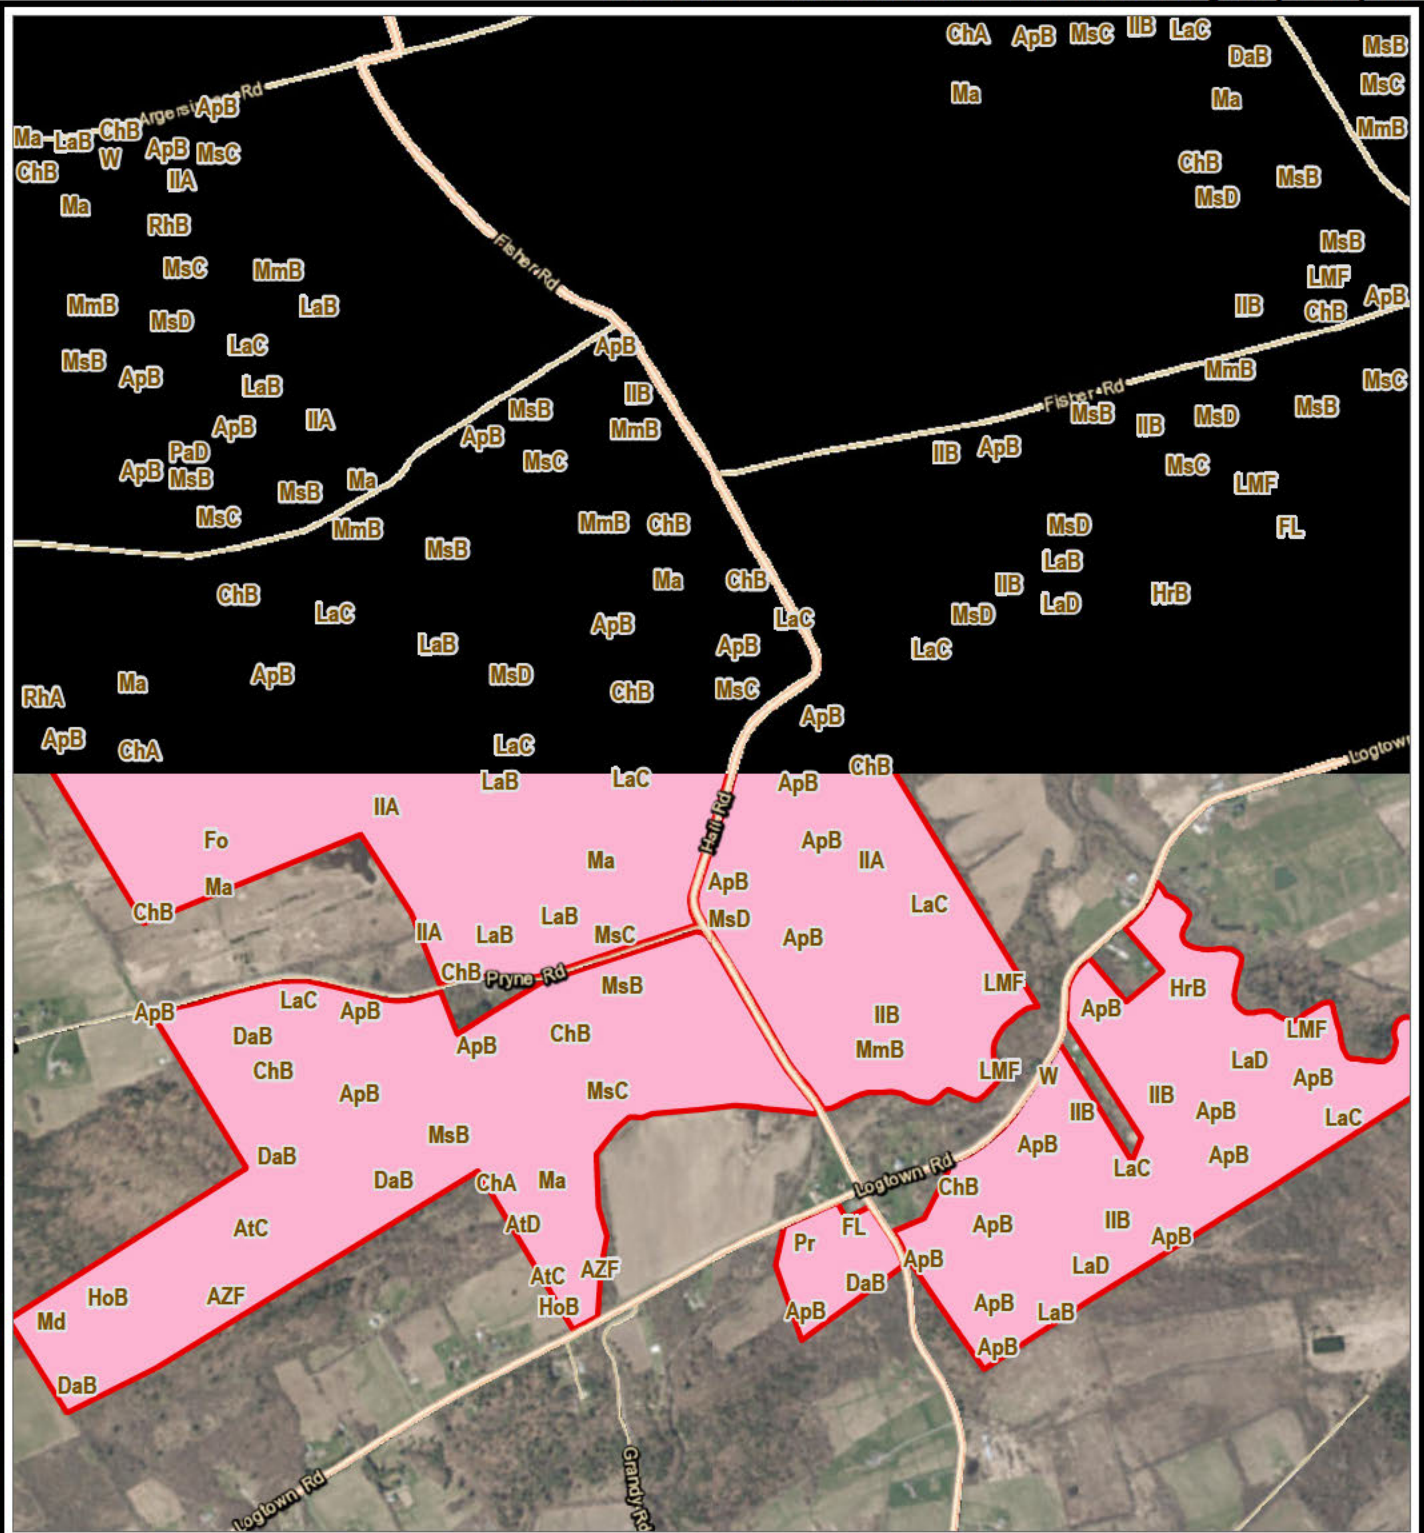 ChA ApB MsC IIB LaC
DaB MsB
MsC
Ma Ma
ApB
MmB
Ma LaB ChB
W ApB MsC
ChB IIA
ChB MsB
Ma MsD
RhB
MsB
MsC MmB
Fisher Rd
LMF
MmB LaB IIB ChB ApB
MsD
LaC ApB
MsB
ApB LaB
MmB MsC
IIB
Fisher Rd
MsB MsB MsD MsB
ApB IIA ApB MmB IIB
PaD
ApB MsB MsC IIB ApB
MsC
MsB Ma LMF
MsC
MmB MmB ChB MsD FL
MsB
LaB
ChB Ma ChB IIB HrB
LaC ApB LaC MsD LaD
LaB ApB LaC
Ma ApB MsD
RhA ChB MsC
ApB
ApB ChA LaC
Logtown
ChB
LaB LaC ApB
IIA
Hall Rd
Fo ApB
Ma IIA
Ma ApB
ChB LaB MsD LaC
IIA LaB MsC ApB
ChB Pryne Rd
MsB LMF HrB
ApB LaC ApB IIB ApB
DaB ChB LMF
ApB MmB
ChB LMF W LaD
ApB MsC IIB ApB
IIB ApB LaC
MsB ApB
DaB LaC ApB
DaB ChA Ma Logtown Rd ChB
AtC AtD FL ApB IIB
Pr ApB
ApB
AtC AZF DaB LaD
HoB AZF HoB ApB ApB LaB
Md
ApB
DaB
Logtown Rd
Grandy Rd